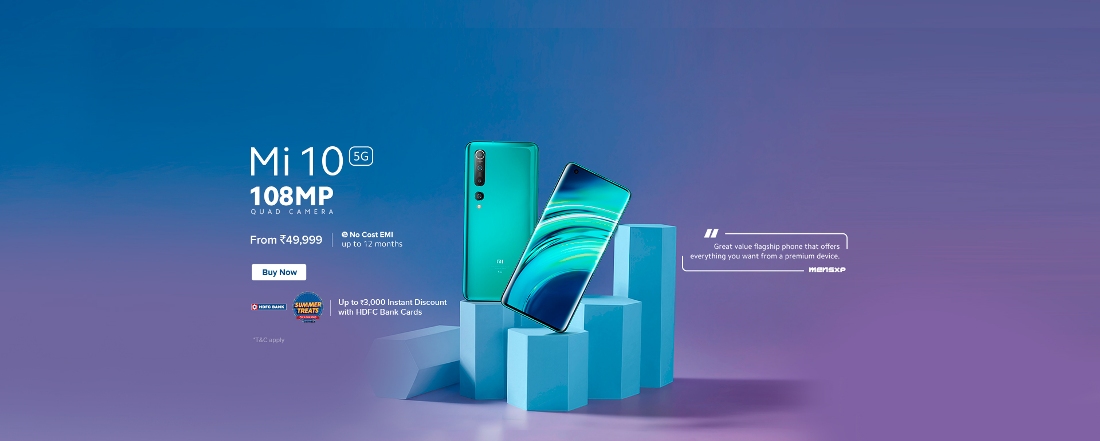 Mi 10 5G
108MP
QUAD CAMERA
From ₹49,999
No Cost EMI
up to 12 months
Buy Now
HDFC BANK
SUMMER
TREATS
Up to ₹3,000 Instant Discount
with HDFC Bank Cards
*T&C apply
mi
"
Great value flagship phone that offers
everything you want from a premium device.
mensxp